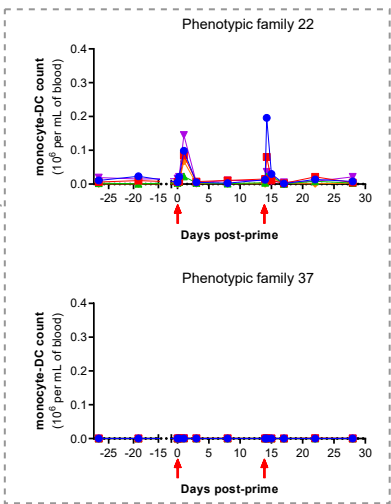 Phenotypic family 22
monocyte-DC count
(10⁶ per mL of blood)
0.4
0.3
0.2
0.1
0.0
-25 -20 -15 0 5 10 15 20 25 30
Days post-prime
Phenotypic family 37
monocyte-DC count
(10⁶ per mL of blood)
0.4
0.3
0.2
0.1
0.0
-25 -20 -15 0 5 10 15 20 25 30
Days post-prime